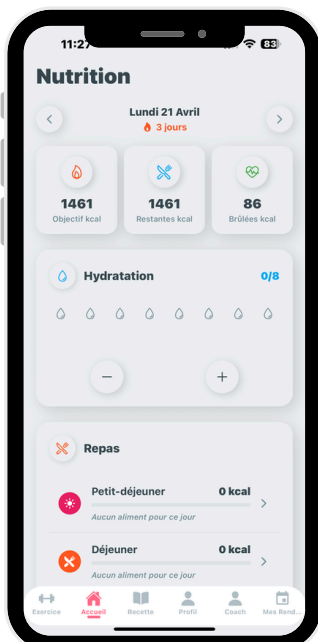 11:27
83
Nutrition
Lundi 21 Avril
3 jours
1461
Objectif kcal
1461
Restantes kcal
86
Brûlées kcal
Hydratation
0/8
Repas
Petit-déjeuner
0 kcal
Aucun aliment pour ce jour
Déjeuner
0 kcal
Aucun aliment pour ce jour
Exercice
Accueil
Recette
Profil
Coach
Mes Rend...